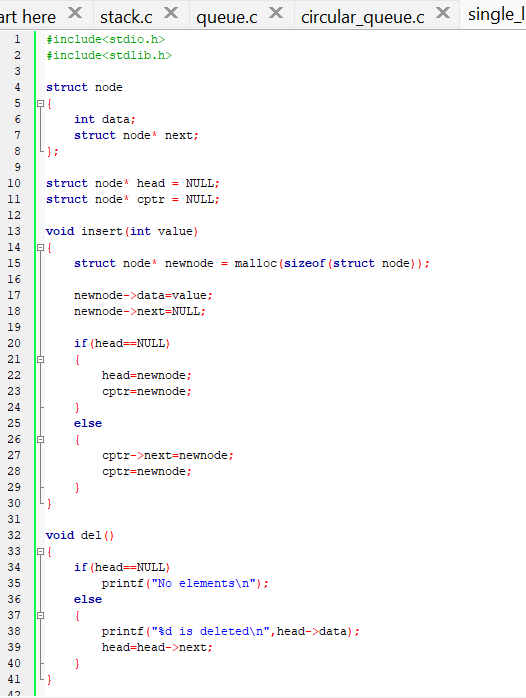 art here stack.c queue.c circular_queue.c single_l
1 #include<stdio.h>
2 #include<stdlib.h>
3
4 struct node
5 {
6 int data;
7 struct node* next;
8 };
9
10 struct node* head = NULL;
11 struct node* cptr = NULL;
12
13 void insert(int value)
14 {
15 struct node* newnode = malloc(sizeof(struct node));
16
17 newnode->data=value;
18 newnode->next=NULL;
19
20 if(head==NULL)
21 {
22 head=newnode;
23 cptr=newnode;
24 }
25 else
26 {
27 cptr->next=newnode;
28 cptr=newnode;
29 }
30 }
31
32 void del()
33 {
34 if(head==NULL)
35 printf("No elements\n");
36 else
37 {
38 printf("%d is deleted\n",head->data);
39 head=head->next;
40 }
41 }
42